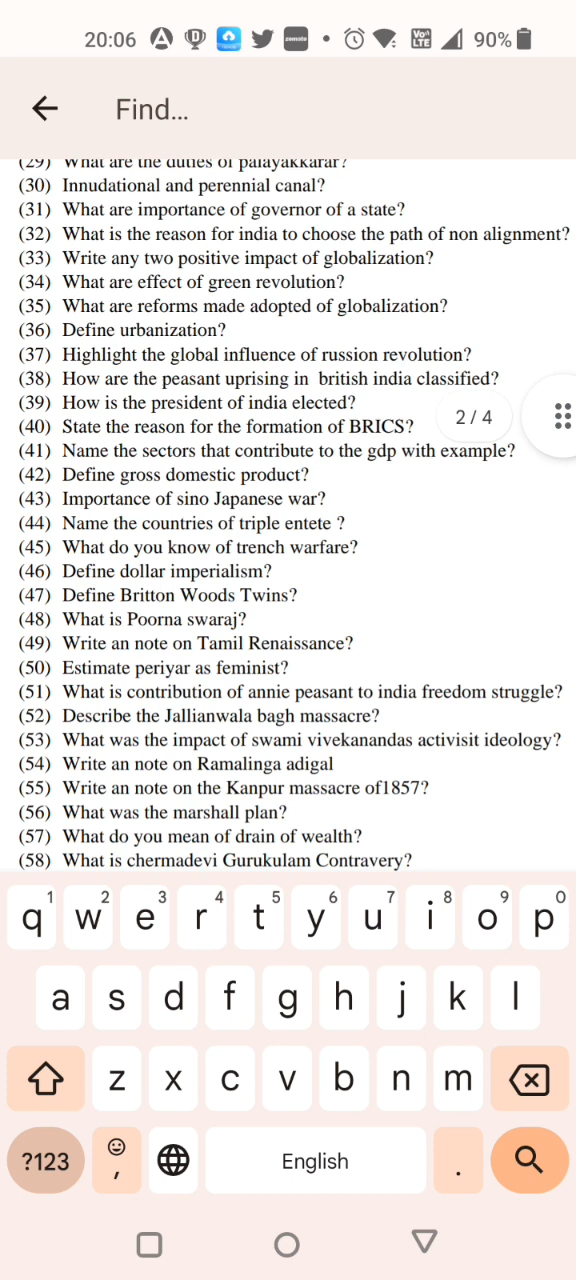 20:06 zeenote VoA LTE 90%
Find...
(29) What are the duties of palayakkarar?
(30) Innudational and perennial canal?
(31) What are importance of governor of a state?
(32) What is the reason for india to choose the path of non alignment?
(33) Write any two positive impact of globalization?
(34) What are effect of green revolution?
(35) What are reforms made adopted of globalization?
(36) Define urbanization?
(37) Highlight the global influence of russion revolution?
(38) How are the peasant uprising in british india classified?
(39) How is the president of india elected?
2 / 4
(40) State the reason for the formation of BRICS?
(41) Name the sectors that contribute to the gdp with example?
(42) Define gross domestic product?
(43) Importance of sino Japanese war?
(44) Name the countries of triple entete ?
(45) What do you know of trench warfare?
(46) Define dollar imperialism?
(47) Define Britton Woods Twins?
(48) What is Poorna swaraj?
(49) Write an note on Tamil Renaissance?
(50) Estimate periyar as feminist?
(51) What is contribution of annie peasant to india freedom struggle?
(52) Describe the Jallianwala bagh massacre?
(53) What was the impact of swami vivekanandas activisit ideology?
(54) Write an note on Ramalinga adigal
(55) Write an note on the Kanpur massacre of1857?
(56) What was the marshall plan?
(57) What do you mean of drain of wealth?
(58) What is chermadevi Gurukulam Contravery?
1 2 3 4 5 6 7 8 9 0
q w e r t y u i o p
a s d f g h j k l
z x c v b n m
?123 , English .